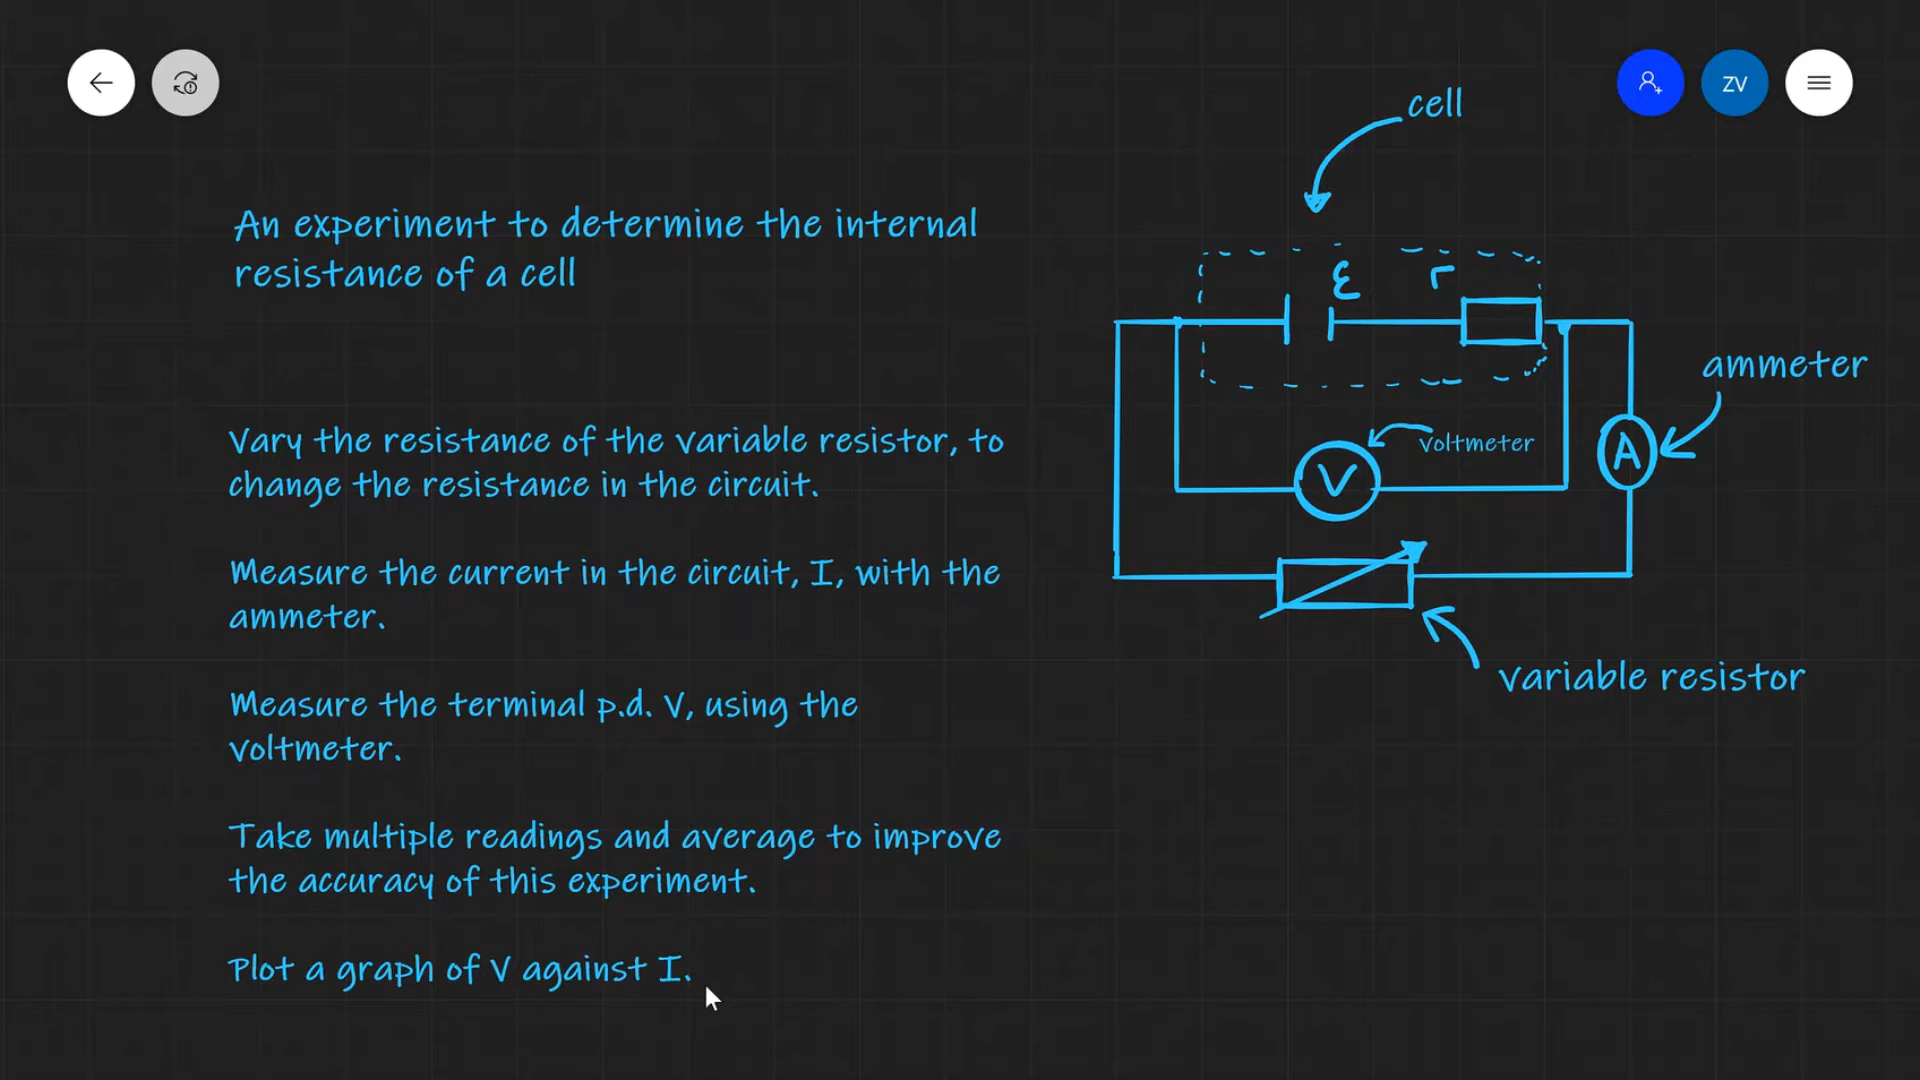 ZV
cell
An experiment to determine the internal
resistance of a cell
ε r
ammeter
Vary the resistance of the variable resistor, to
change the resistance in the circuit.
voltmeter
V
A
Measure the current in the circuit, I, with the
ammeter.
variable resistor
Measure the terminal p.d. V, using the
voltmeter.
Take multiple readings and average to improve
the accuracy of this experiment.
Plot a graph of V against I.